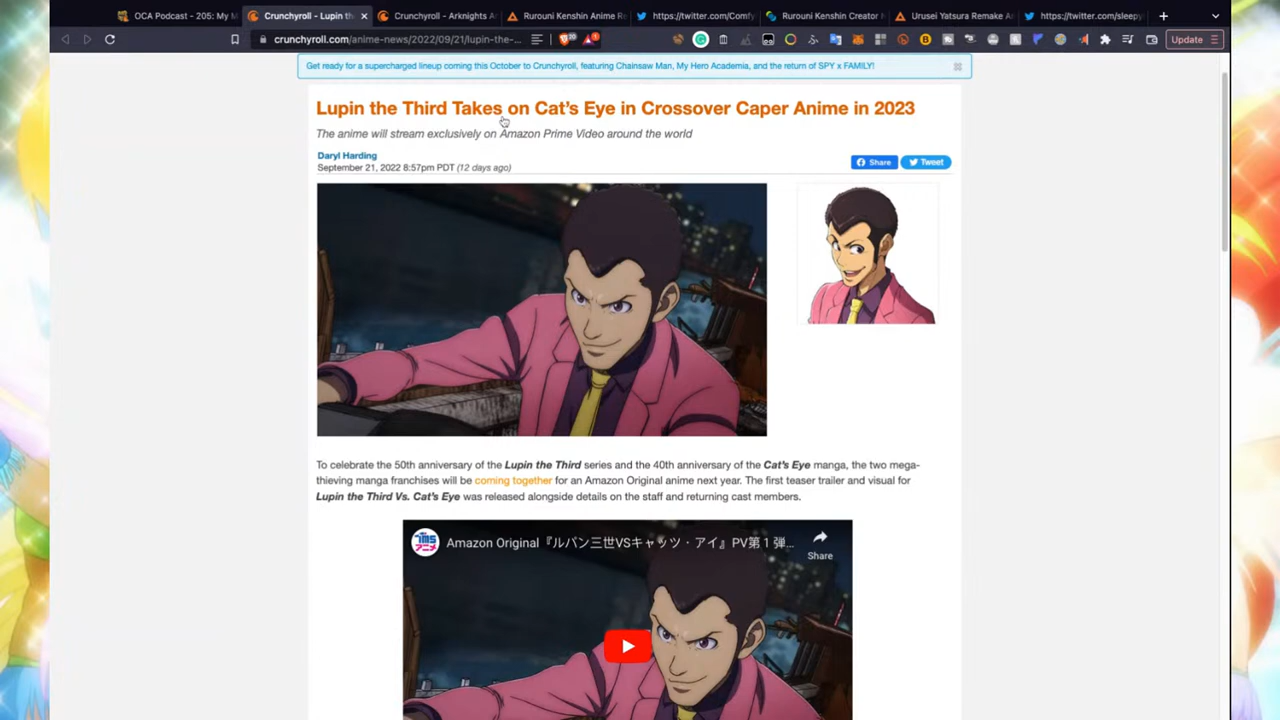 OCA Podcast - 205: My M
Crunchyroll - Lupin th
Crunchyroll - Arknights An
Rurouni Kenshin Anime Re
https://twitter.com/Comfy
Rurouni Kenshin Creator
Urusei Yatsura Remake A
https://twitter.com/sleepy
crunchyroll.com/anime-news/2022/09/21/lupin-the-...
Update
Get ready for a supercharged lineup coming this October to Crunchyroll, featuring Chainsaw Man, My Hero Academia, and the return of SPY x FAMILY!
Lupin the Third Takes on Cat's Eye in Crossover Caper Anime in 2023
The anime will stream exclusively on Amazon Prime Video around the world
Daryl Harding
September 21, 2022 8:57pm PDT (12 days ago)
Share
Tweet
To celebrate the 50th anniversary of the Lupin the Third series and the 40th anniversary of the Cat's Eye manga, the two mega-
thieving manga franchises will be coming together for an Amazon Original anime next year. The first teaser trailer and visual for
Lupin the Third Vs. Cat's Eye was released alongside details on the staff and returning cast members.
Amazon Original『ルパン三世VSキャッツ・アイ』PV第１弾...
Share